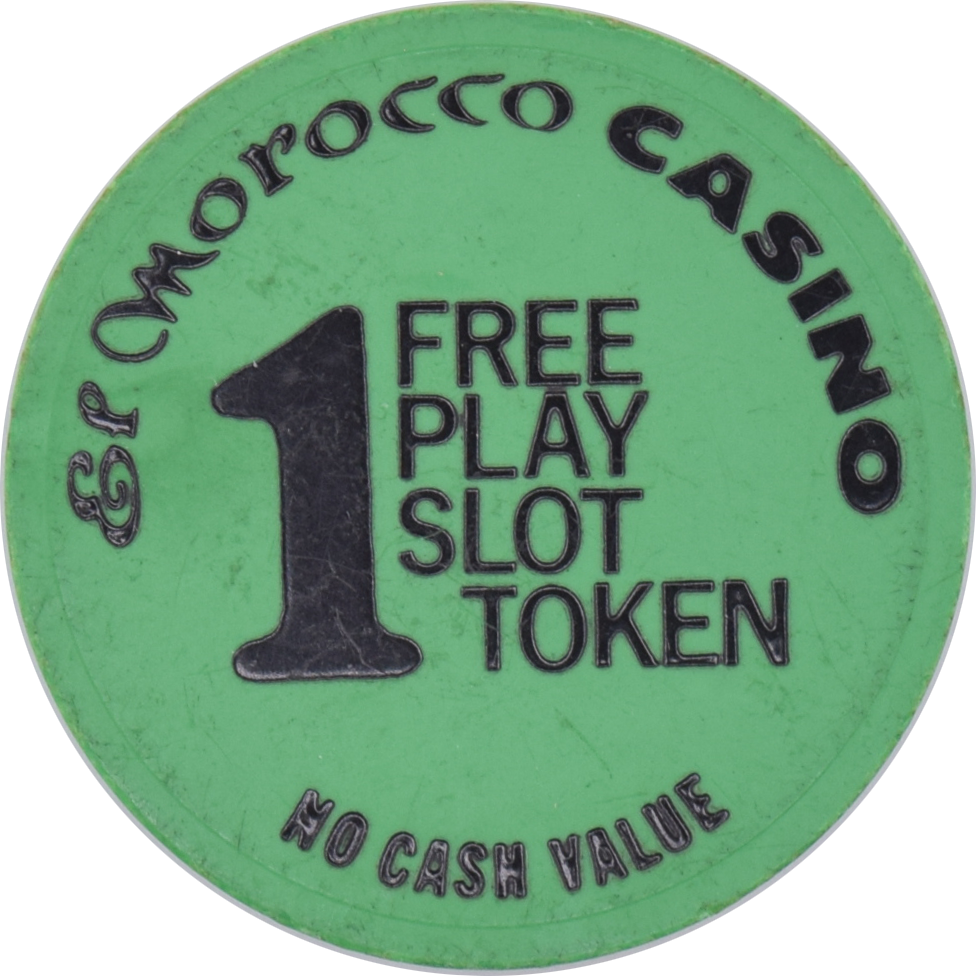 El Morocco CASINO
1
FREE
PLAY
SLOT
TOKEN
NO CASH VALUE